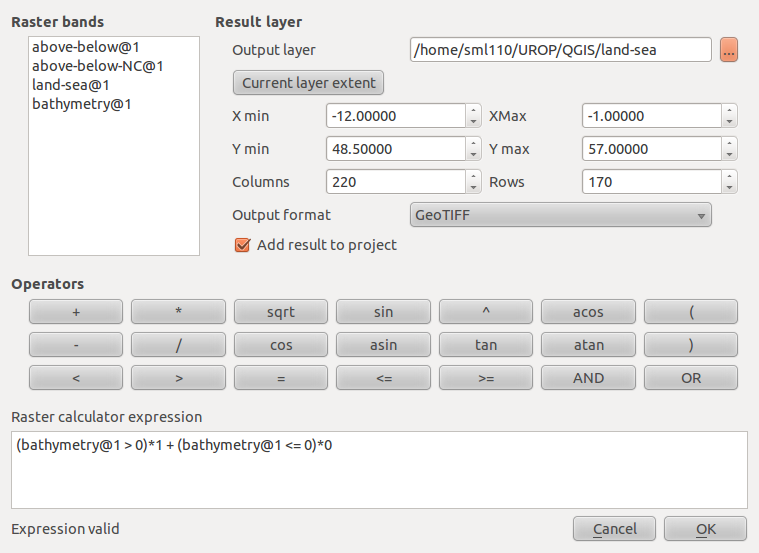 Raster bands
above-below@1
above-below-NC@1
land-sea@1
bathymetry@1
Result layer
Output layer /home/sml110/UROP/QGIS/land-sea ...
Current layer extent
X min -12.00000 XMax -1.00000
Y min 48.50000 Y max 57.00000
Columns 220 Rows 170
Output format GeoTIFF
Add result to project
Operators
+ * sqrt sin ^ acos (
- / cos asin tan atan )
< > = <= >= AND OR
Raster calculator expression
(bathymetry@1 > 0)*1 + (bathymetry@1 <= 0)*0
Expression valid Cancel OK